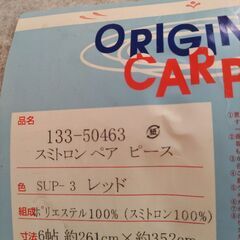 ORIGIN
CARP
品名
133-50463
紙
スミトロン ペア ピース
色 SUP-3 レッド
組成 ポリエステル100% (スミトロン100%)
寸法 6帖 約261cm×約352cm